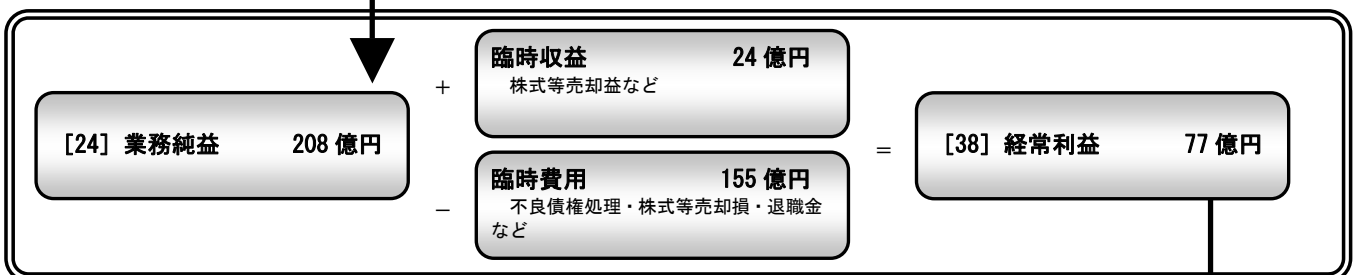 臨時収益 24 億円
株式等売却益など
+
[24] 業務純益 208 億円
[38] 経常利益 77 億円
=
臨時費用 155 億円
不良債権処理・株式等売却損・退職金
など
－